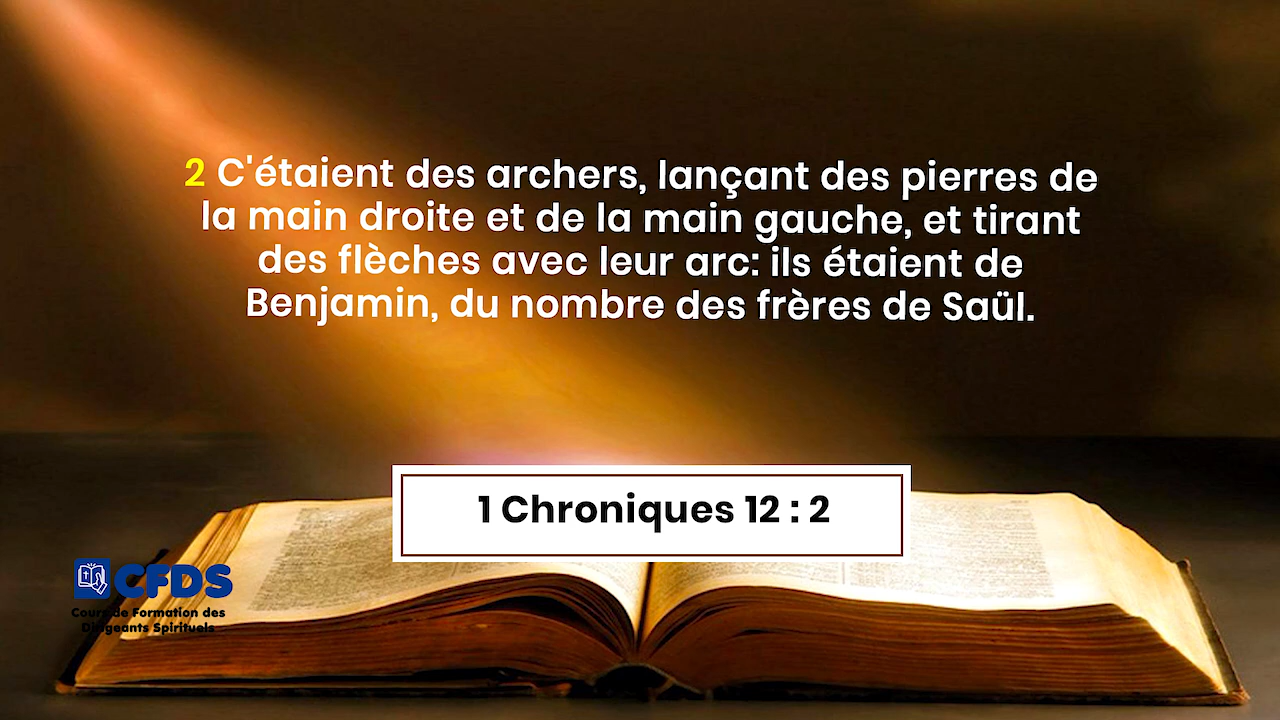 2 C'étaient des archers, lançant des pierres de
la main droite et de la main gauche, et tirant
des flèches avec leur arc: ils étaient de
Benjamin, du nombre des frères de Saül.
1 Chroniques 12 : 2
CFDS
Cours de Formation des
Dirigeants Spirituels